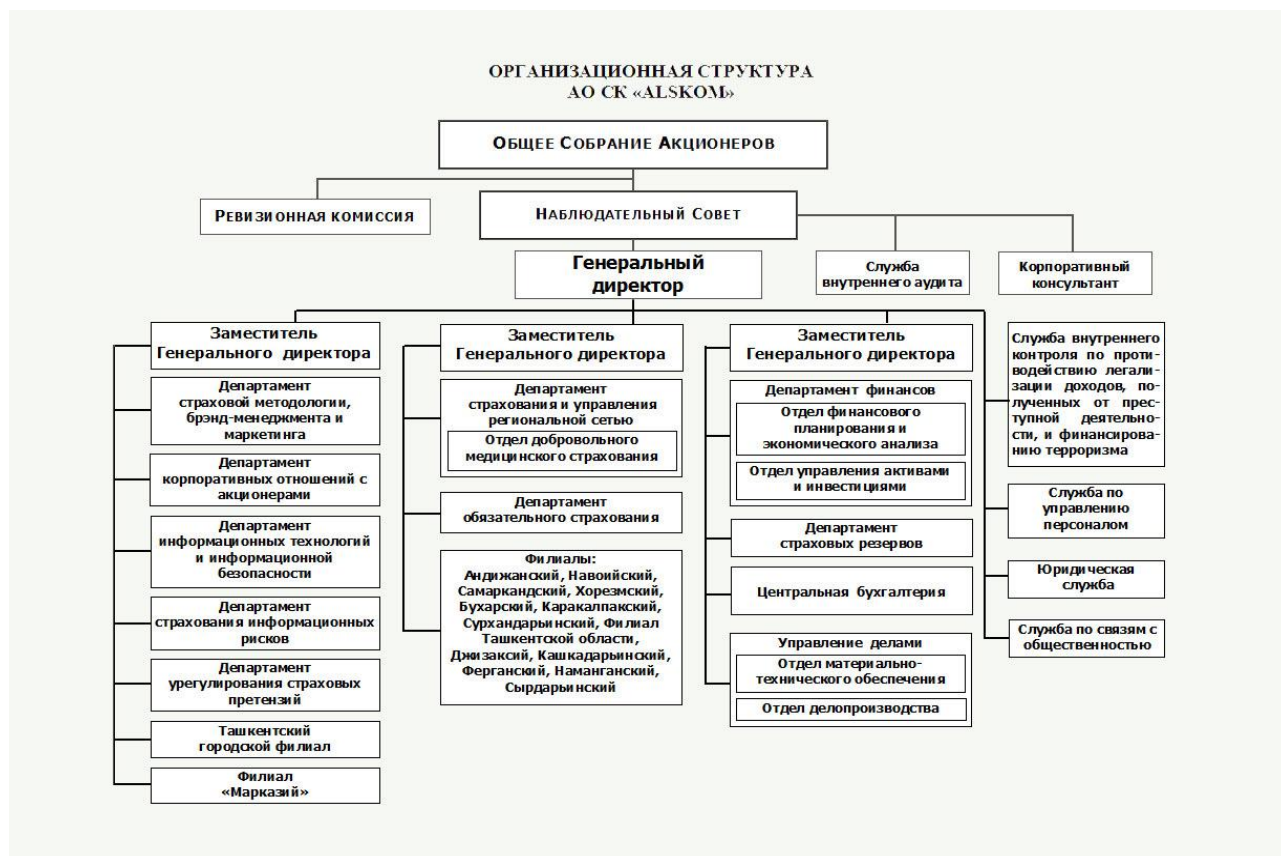 ОРГАНИЗАЦИОННАЯ СТРУКТУРА
АО СК «ALSKOM»
ОБЩЕЕ СОБРАНИЕ АКЦИОНЕРОВ
РЕВИЗИОННАЯ КОМИССИЯ
НАБЛЮДАТЕЛЬНЫЙ СОВЕТ
Генеральный
директор
Служба
внутреннего аудита
Корпоративный
консультант
Заместитель
Генерального директора
Департамент
страховой методологии,
брэнд-менеджмента и
маркетинга
Департамент
корпоративных отношений с
акционерами
Департамент
информационных технологий
и информационной
безопасности
Департамент
страхования информационных
рисков
Департамент
урегулирования страховых
претензий
Ташкентский
городской филиал
Филиал
«Марказий»
Заместитель
Генерального директора
Департамент
страхования и управления
региональной сетью
Отдел добровольного
медицинского страхования
Департамент
обязательного страхования
Филиалы:
Андижанский, Навоийский,
Самаркандский, Хорезмский,
Бухарский, Каракалпакский,
Сурхандарьинский, Филиал
Ташкентской области,
Джизаксий, Кашкадарьинский,
Ферганский, Наманганский,
Сырдарьинский
Заместитель
Генерального директора
Департамент финансов
Отдел финансового
планирования и
экономического анализа
Отдел управления активами
и инвестициями
Департамент
страховых резервов
Центральная бухгалтерия
Управление делами
Отдел материально-
технического обеспечения
Отдел делопроизводства
Служба внутреннего
контроля по проти-
водействию легали-
зации доходов, по-
лученных от прес-
тупной деятельно-
сти, и финансирова-
нию терроризма
Служба по
управлению
персоналом
Юридическая
служба
Служба по связям с
общественностью